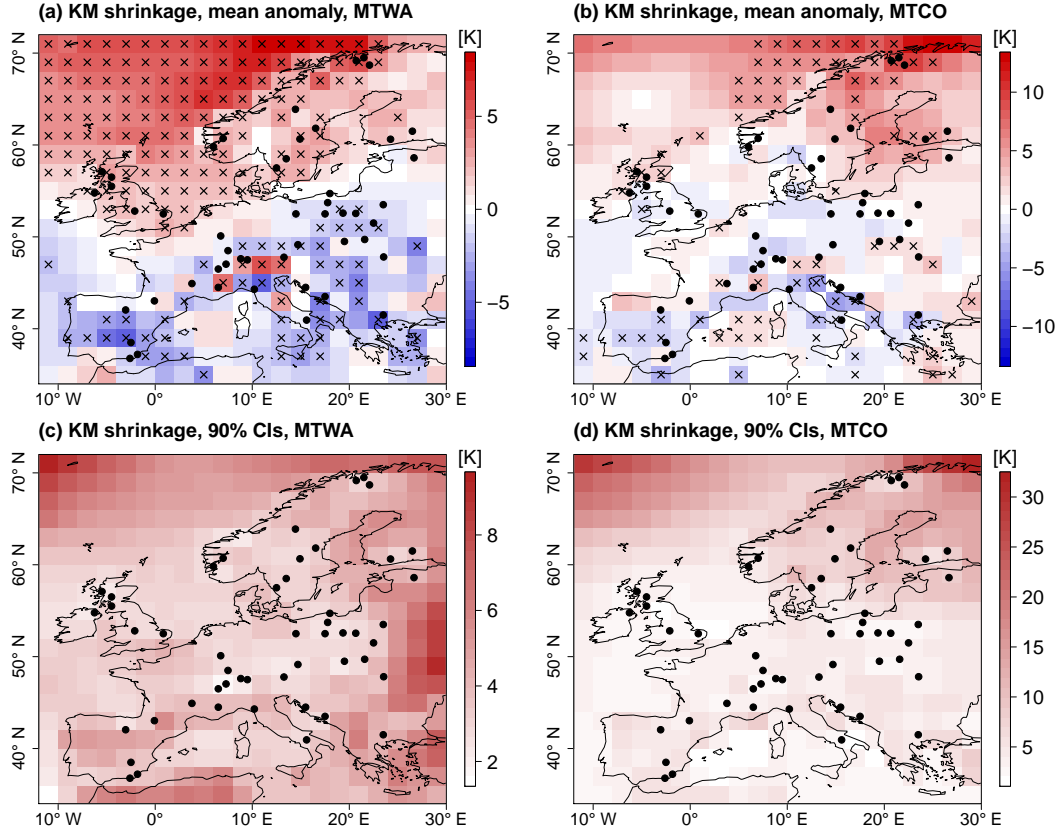 (a) KM shrinkage, mean anomaly, MTWA
(b) KM shrinkage, mean anomaly, MTCO
[K]
[K]
70° N
60° N
50° N
40° N
5
0
−5
70° N
60° N
50° N
40° N
10
5
0
−5
−10
10° W
0°
10° E
20° E
30° E
10° W
0°
10° E
20° E
30° E
(c) KM shrinkage, 90% CIs, MTWA
(d) KM shrinkage, 90% CIs, MTCO
[K]
[K]
70° N
60° N
50° N
40° N
8
6
4
2
70° N
60° N
50° N
40° N
30
25
20
15
10
5
10° W
0°
10° E
20° E
30° E
10° W
0°
10° E
20° E
30° E